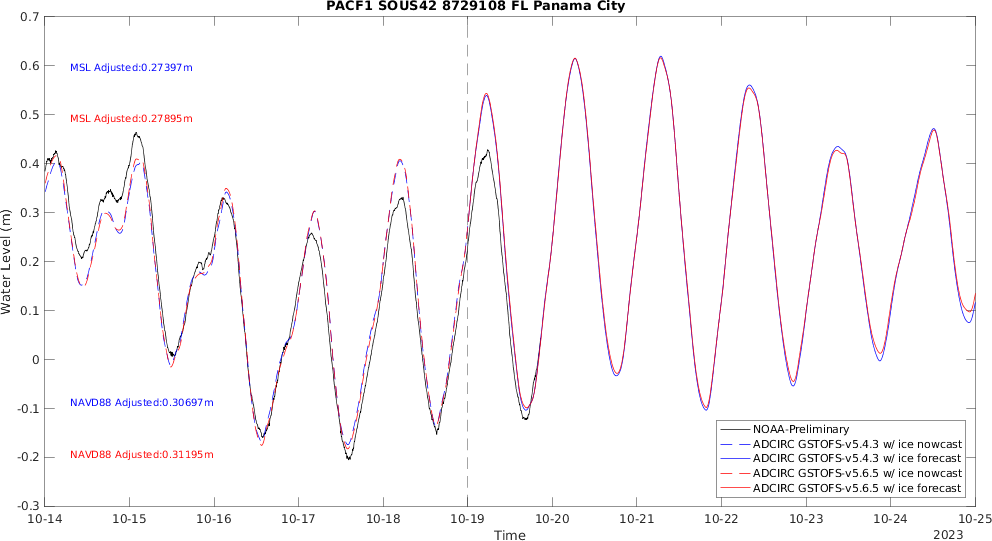 PACF1 SOUS42 8729108 FL Panama City
0.7
0.6
0.5
0.4
0.3
0.2
0.1
0
-0.1
-0.2
-0.3
Water Level (m)
MSL Adjusted:0.27397m
MSL Adjusted:0.27895m
NAVD88 Adjusted:0.30697m
NAVD88 Adjusted:0.31195m
NOAA-Preliminary
ADCIRC GSTOFS-v5.4.3 w/ ice nowcast
ADCIRC GSTOFS-v5.4.3 w/ ice forecast
ADCIRC GSTOFS-v5.6.5 w/ ice nowcast
ADCIRC GSTOFS-v5.6.5 w/ ice forecast
10-14 10-15 10-16 10-17 10-18 10-19 10-20 10-21 10-22 10-23 10-24 10-25
Time
2023